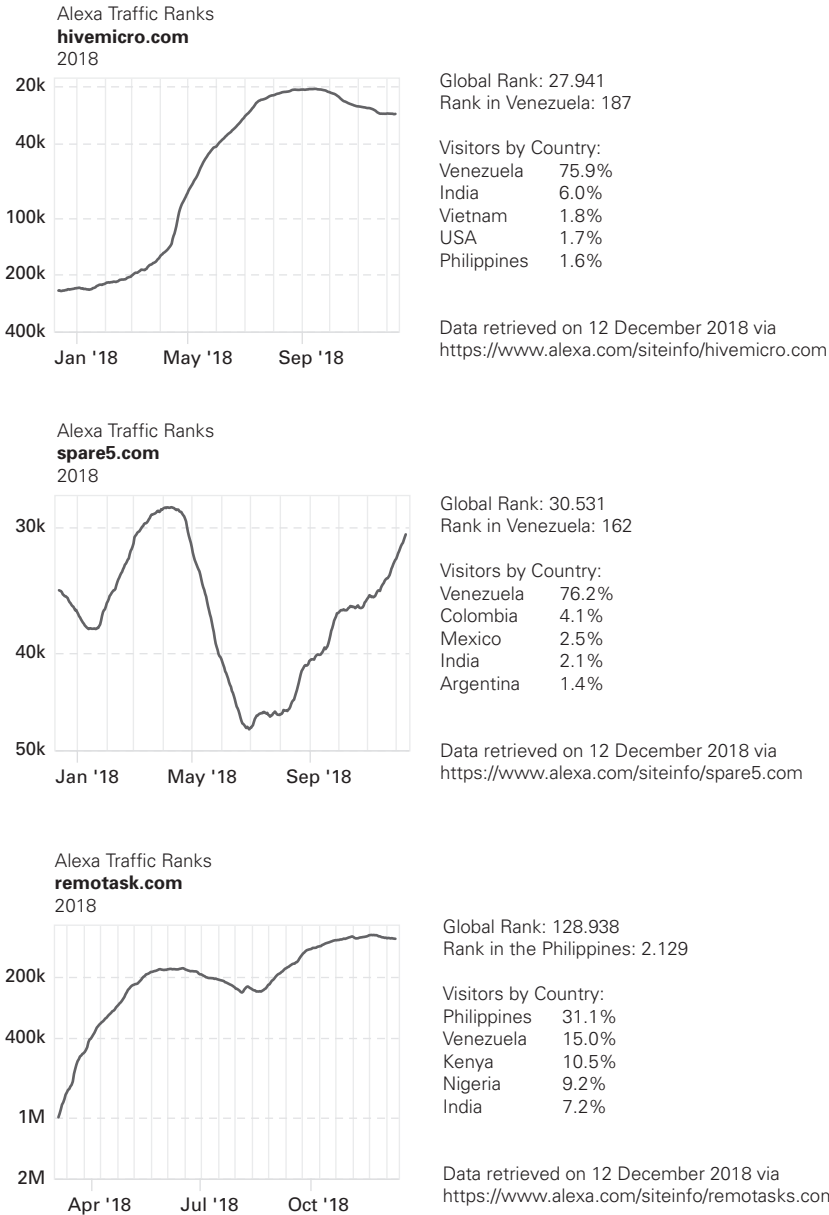 Alexa Traffic Ranks
hivemicro.com
2018
20k
40k
100k
200k
400k
Jan '18 May '18 Sep '18
Global Rank: 27.941
Rank in Venezuela: 187
Visitors by Country:
Venezuela 75.9%
India 6.0%
Vietnam 1.8%
USA 1.7%
Philippines 1.6%
Data retrieved on 12 December 2018 via
https://www.alexa.com/siteinfo/hivemicro.com
Alexa Traffic Ranks
spare5.com
2018
30k
40k
50k
Jan '18 May '18 Sep '18
Global Rank: 30.531
Rank in Venezuela: 162
Visitors by Country:
Venezuela 76.2%
Colombia 4.1%
Mexico 2.5%
India 2.1%
Argentina 1.4%
Data retrieved on 12 December 2018 via
https://www.alexa.com/siteinfo/spare5.com
Alexa Traffic Ranks
remotask.com
2018
200k
400k
1M
2M
Apr '18 Jul '18 Oct '18
Global Rank: 128.938
Rank in the Philippines: 2.129
Visitors by Country:
Philippines 31.1%
Venezuela 15.0%
Kenya 10.5%
Nigeria 9.2%
India 7.2%
Data retrieved on 12 December 2018 via
https://www.alexa.com/siteinfo/remotasks.con